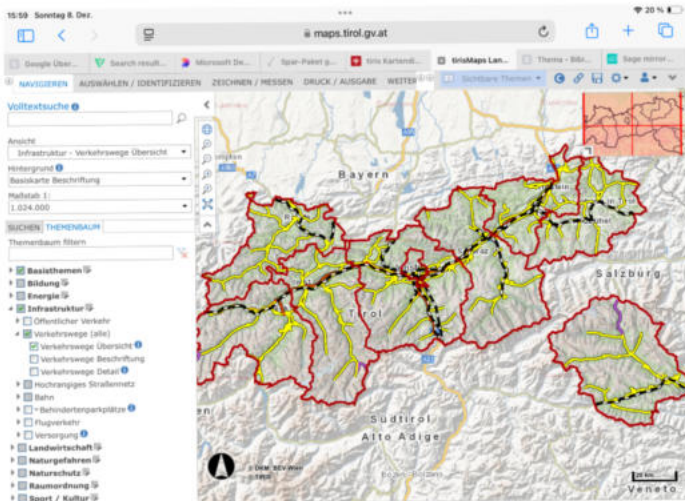 15:59 Sonntag 8. Dez.
20 %
maps.tirol.gv.at
Google Über...
Search result...
Microsoft De...
Spar-Paket p...
tiris Kartendi...
tirisMaps Lan...
Sage mirror ...
NAVIGIEREN AUSWÄHLEN / IDENTIFIZIEREN ZEICHNEN / MESSEN DRUCK / AUSGABE WEITER
Sichtbare Themen
Volltextsuche
Ansicht
Infrastruktur - Verkehrswege Übersicht
Hintergrund
Basiskarte Beschriftung
Maßstab 1:
1.024.000
SUCHEN THEMENBAUM
Themenbaum filtern
Basisthemen
Bildung
Energie
Infrastruktur
Öffentlicher Verkehr
Verkehrswege (alle)
Verkehrswege Übersicht
Verkehrswege Beschriftung
Verkehrswege Detail
Hochrangiges Straßennetz
Bahn
Behindertenparkplätze
Flugverkehr
Versorgung
Landwirtschaft
Naturgefahren
Naturschutz
Raumordnung
Sport / Kultur
Bayern
Salzburg
Tirol
Südtirol
Alto Adige
Veneto